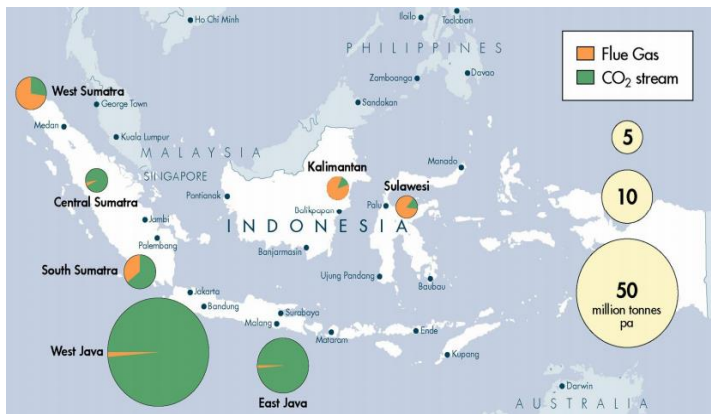 Ho Chi Minh
Iloilo
Tacloban
PHILIPPINES
Flue Gas
CO₂ stream
West Sumatra
George Town
Zamboanga
Davao
Sandakan
Medan
Kuala Lumpur
5
MALAYSIA
Kalimantan
Manado
SINGAPORE
Sulawesi
10
Central Sumatra
Pontianak
Palu
Balikpapan
Jambi
INDONESIA
Palembang
Banjarmasin
South Sumatra
Ujung Pandang
Baubau
50
million tonnes
pa
Jakarta
Bandung
Surabaya
Malang
Ende
West Java
Mataram
Kupang
Darwin
East Java
AUSTRALIA